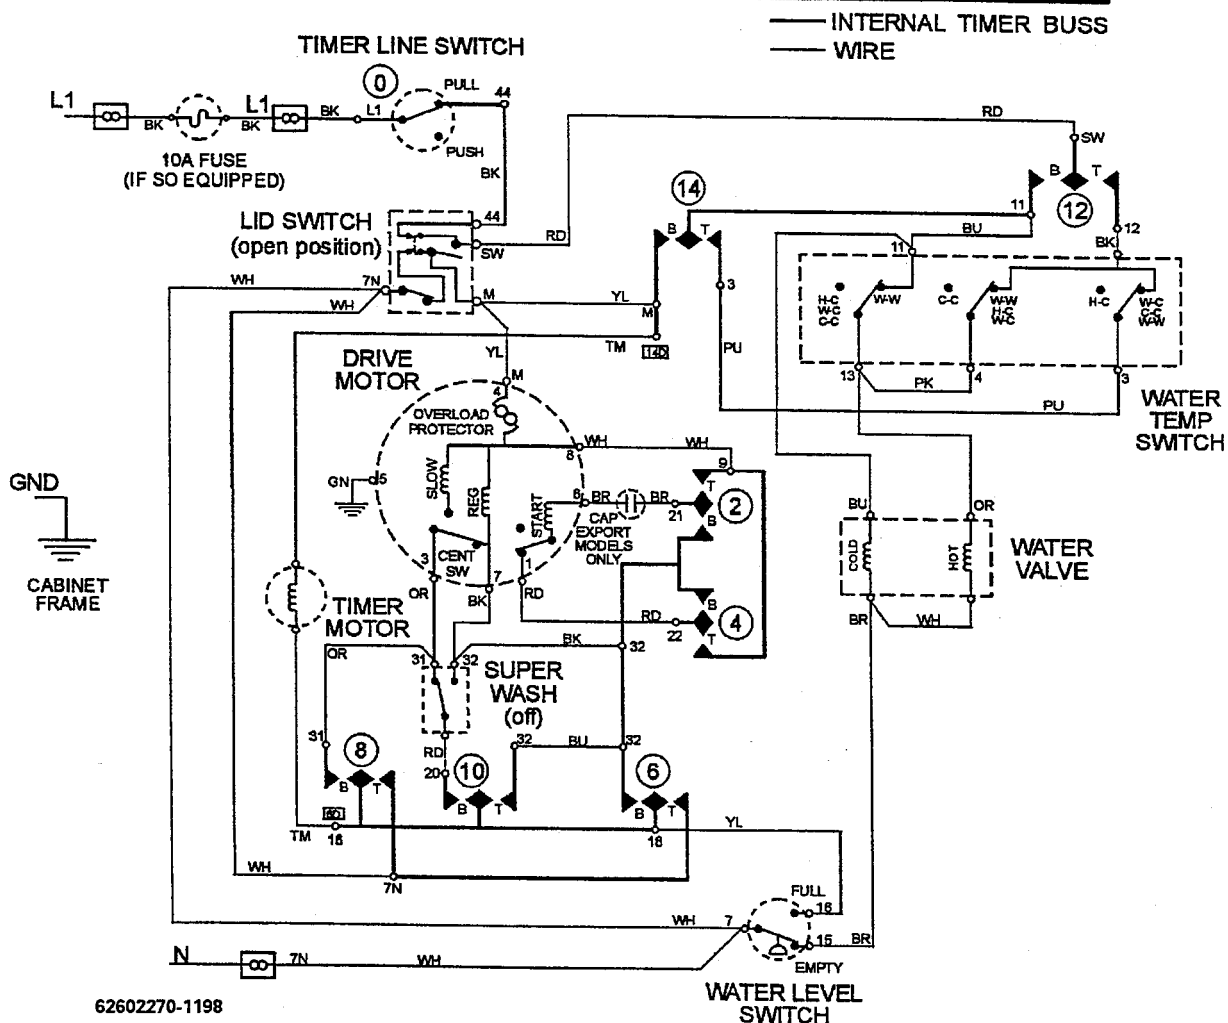 INTERNAL TIMER BUSS
WIRE
TIMER LINE SWITCH
0
PULL
44
L1
L1
BK
L1
BK
BK
PUSH
10A FUSE
(IF SO EQUIPPED)
BK
RD
SW
B
T
12
14
LID SWITCH
(open position)
44
SW
RD
B
T
11
BU
12
BK
11
WH
7N
WH
M
YL
M
3
H-C
W-C
C-C
W-W
C-C
W-W
H-C
W-C
H-C
W-C
C-C
W-W
TM
14D
PU
YL
DRIVE
MOTOR
M
4
13
PK
4
3
PU
WATER
TEMP
SWITCH
OVERLOAD
PROTECTOR
WH
WH
8
9
GND
GN
5
SLOW
REG
START
6
BR
BR
21
T
2
B
CAP
EXPORT
MODELS
ONLY
CENT
SW
3
7
1
OR
BK
RD
BU
OR
COLD
HOT
WATER
VALVE
BR
WH
CABINET
FRAME
TIMER
MOTOR
RD
22
B
4
T
BK
32
OR
31
32
SUPER
WASH
(off)
31
8
RD
20
10
32
BU
32
6
B
T
B
T
B
T
6D
TM
16
18
YL
WH
7N
FULL
16
WH
7
15
BR
EMPTY
N
7N
WH
WATER LEVEL
SWITCH
62602270-1198